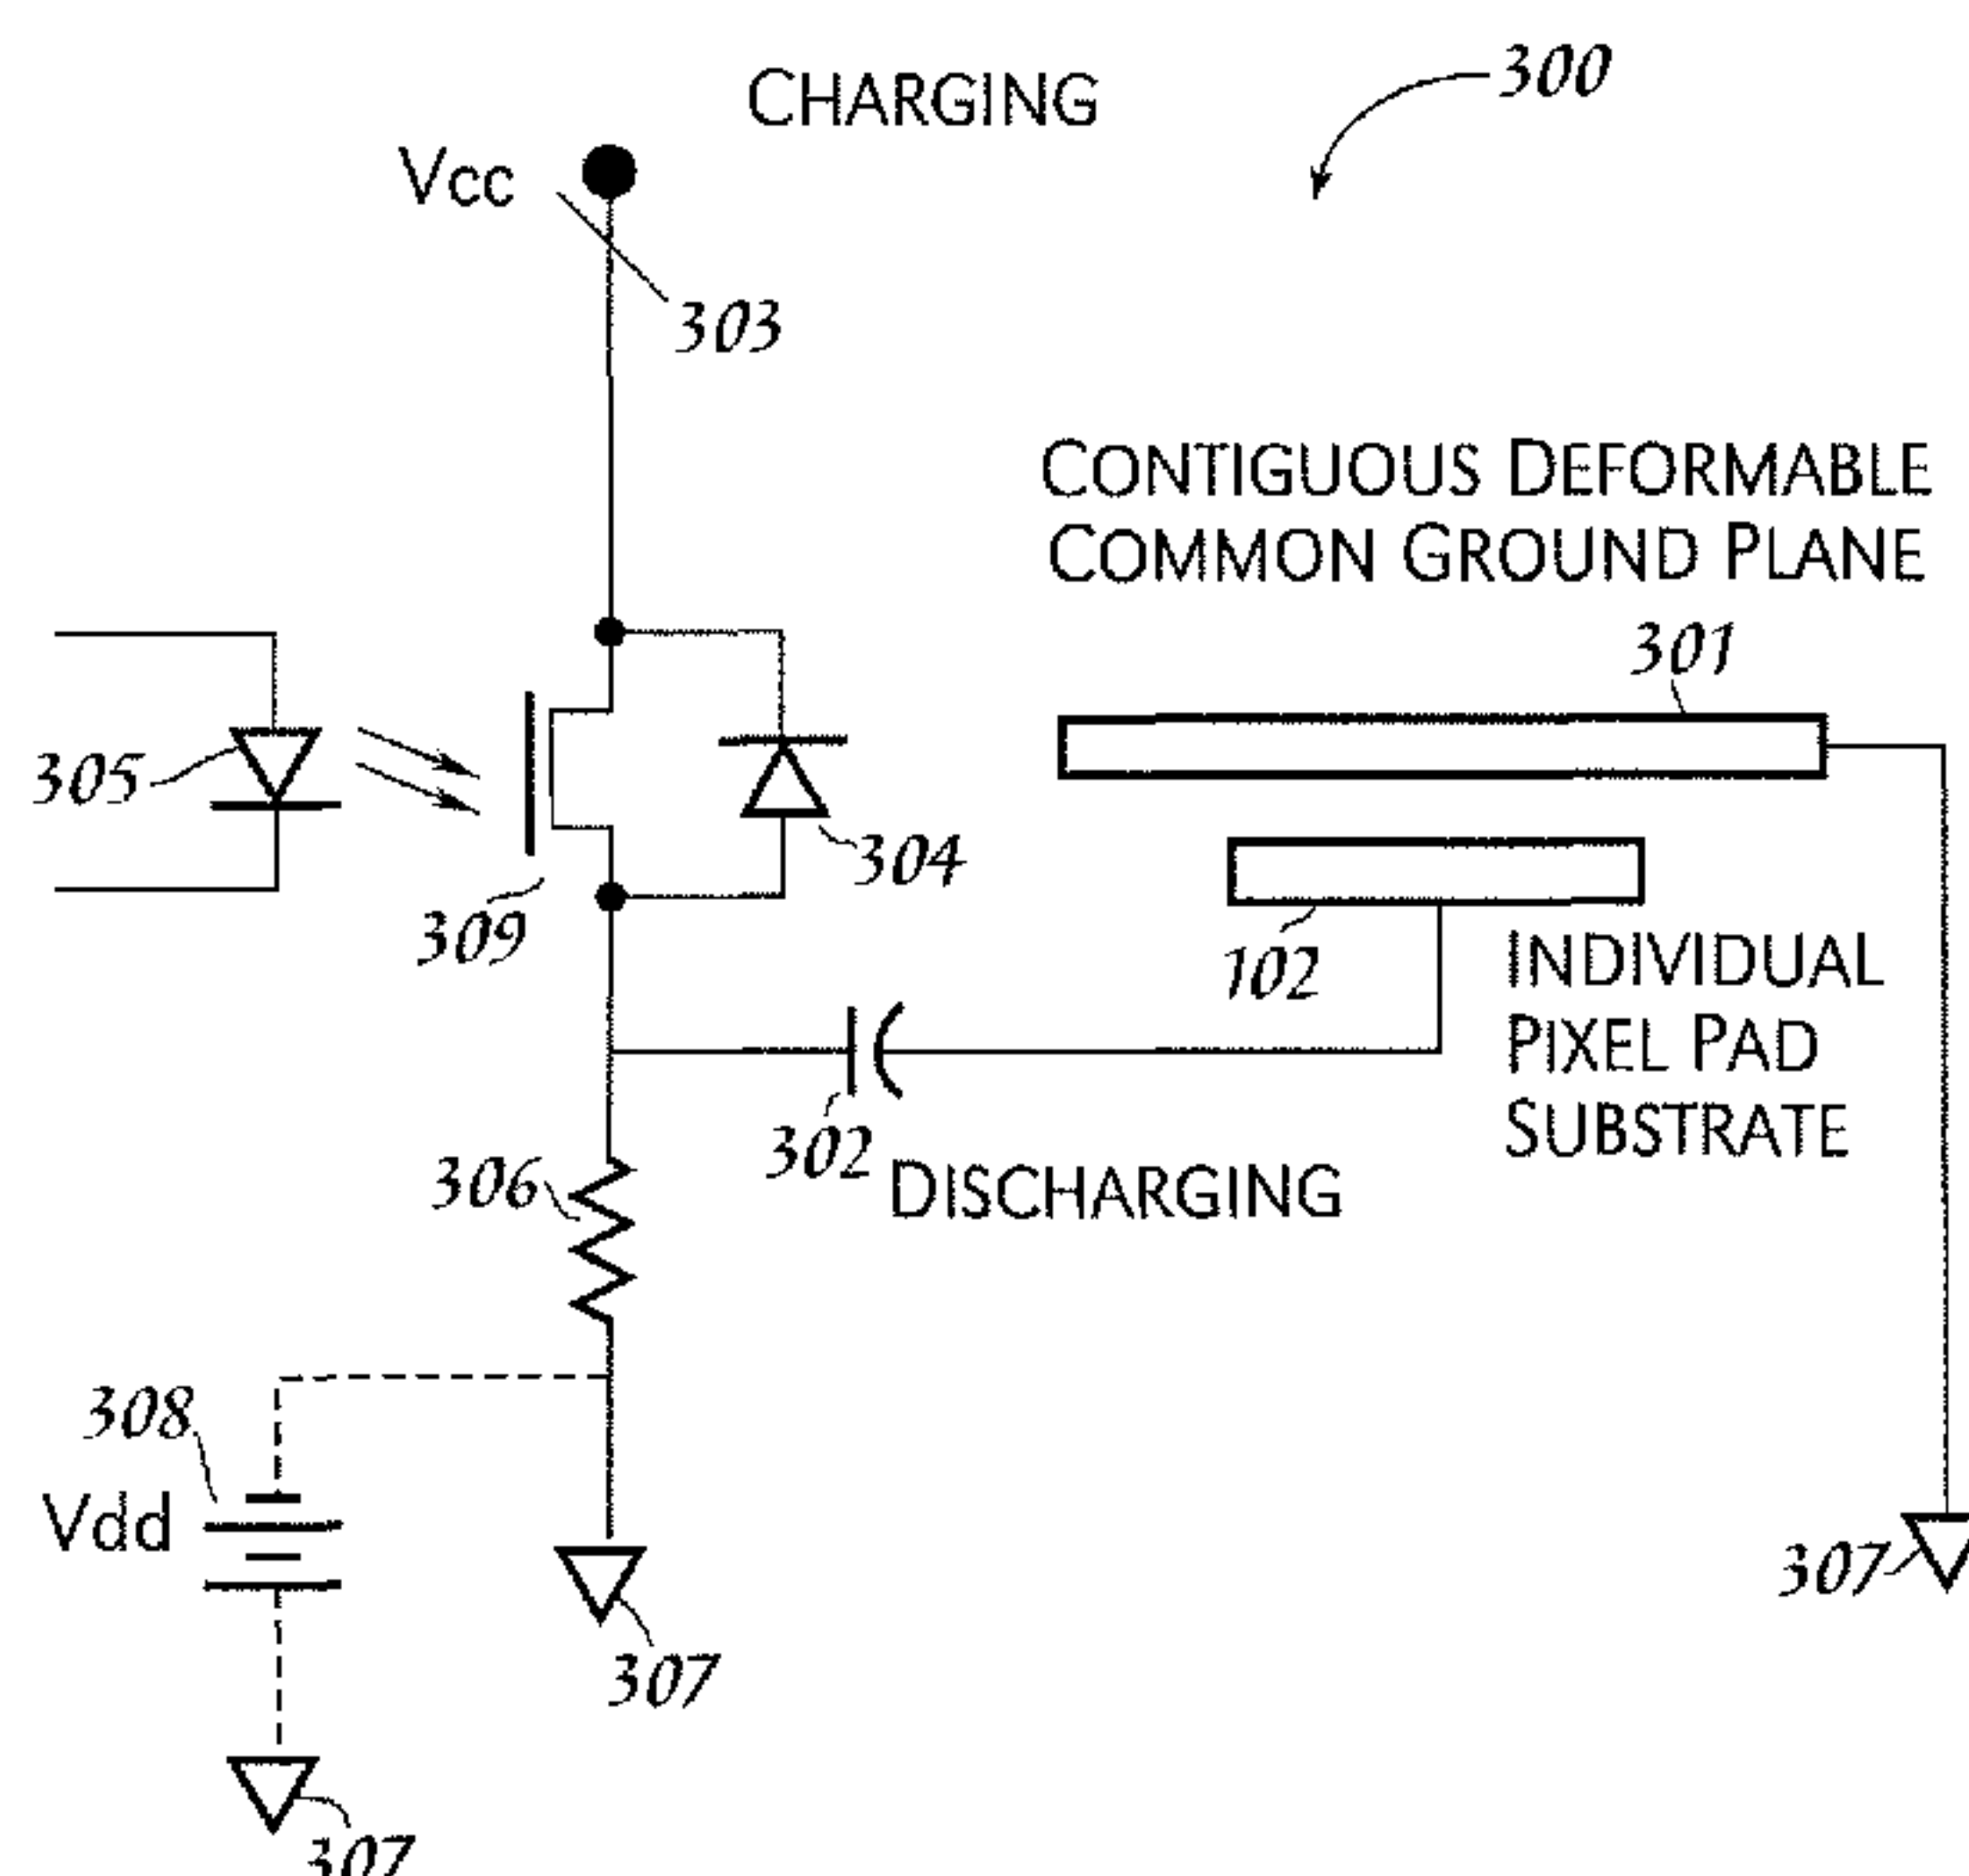 CHARGING
300
Vcc
303
CONTIGUOUS DEFORMABLE
COMMON GROUND PLANE
301
305
304
309
102
INDIVIDUAL
PIXEL PAD
SUBSTRATE
302
DISCHARGING
306
308
Vdd
307
307
307